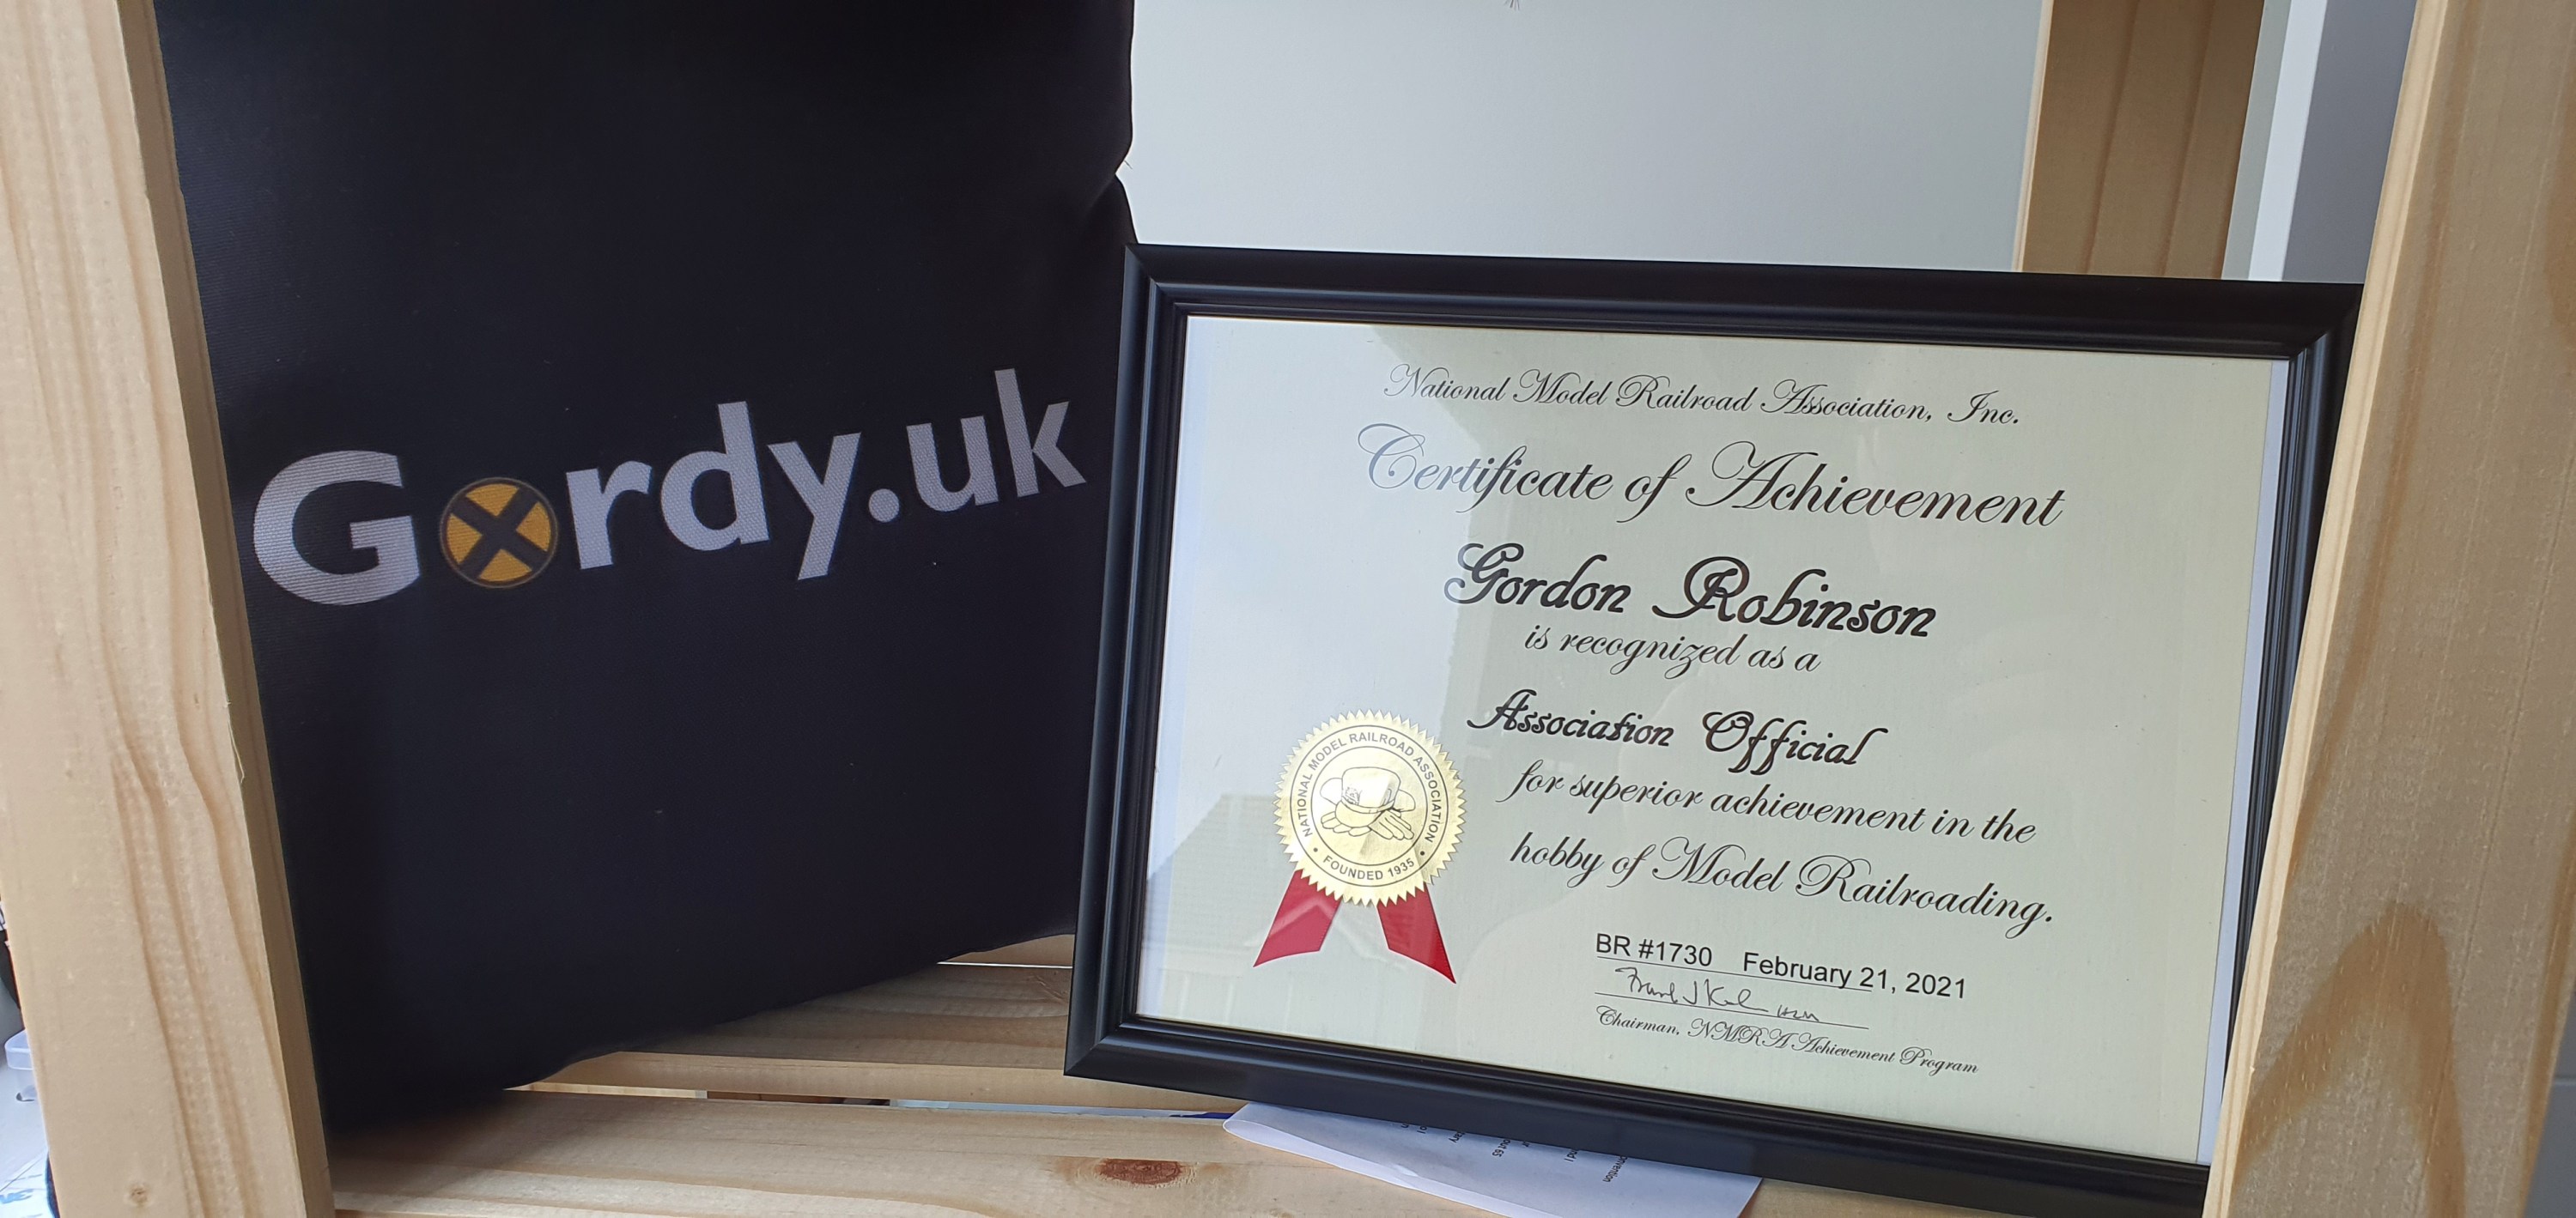 Gordy.uk
National Model Railroad Association, Inc.
Certificate of Achievement
Gordon Robinson
is recognized as a
Association Official
for superior achievement in the
hobby of Model Railroading.
NATIONAL MODEL RAILROAD ASSOCIATION
• FOUNDED 1935 •
BR #1730 February 21, 2021
Chairman, NMRA Achievement Program